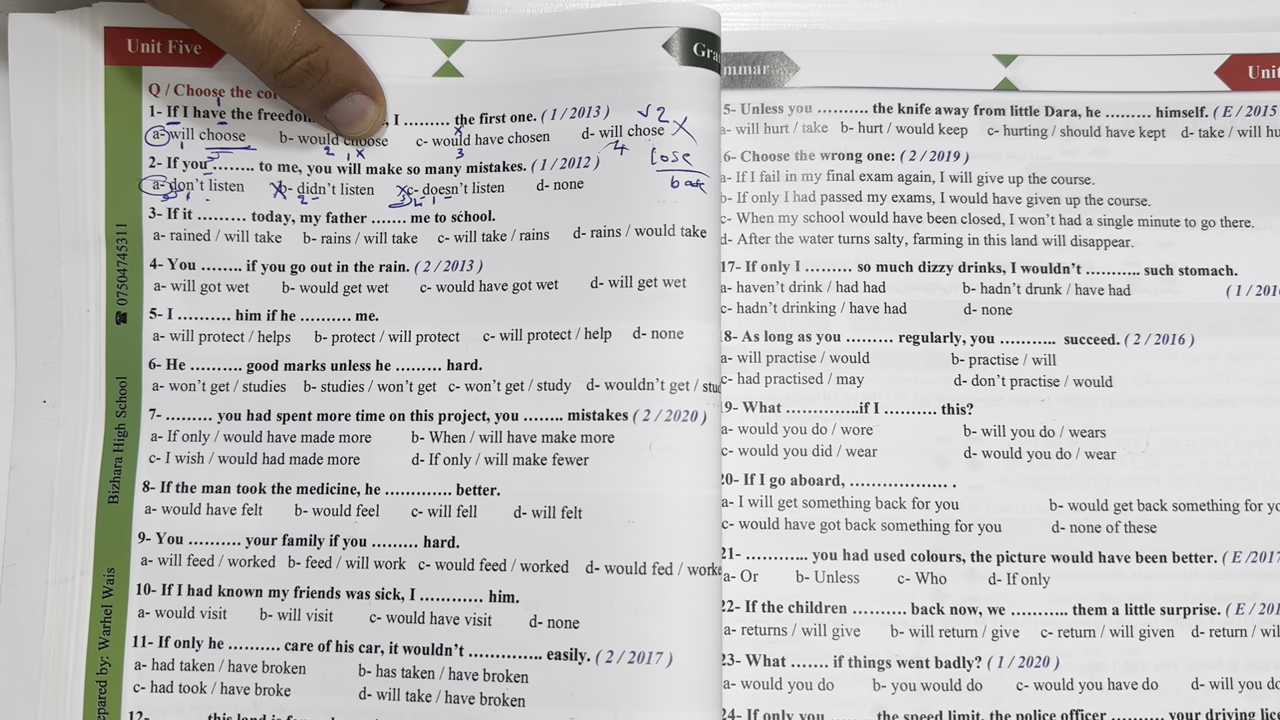 Unit Five
Q / Choose the
1- If I have the , I ......... the first one. (1/2013)
a- will choose b- would choose c- would have chosen d- will chose
2- If you ......... to me, you will make so many mistakes. (1/2012)
a- don't listen b- didn't listen c- doesn't listen d- none
3- If it ......... today, my father ....... me to school.
a- rained / will take b- rains / will take c- will take / rains d- rains / would take
4- You ........ if you go out in the rain. (2/2013)
a- will got wet b- would get wet c- would have got wet d- will get wet
5- I .......... him if he .......... me.
a- will protect / helps b- protect / will protect c- will protect / help d- none
6- He .......... good marks unless he ......... hard.
a- won't get / studies b- studies / won't get c- won't get / study d- wouldn't get /
7- ......... you had spent more time on this project, you ........ mistakes (2/2020)
a- If only / would have made more b- When / will have make more
c- I wish / would had made more d- If only / will make fewer
8- If the man took the medicine, he ............. better.
a- would have felt b- would feel c- will fell d- will felt
9- You .......... your family if you ......... hard.
a- will feed / worked b- feed / will work c- would feed / worked d- would fed /
10- If I had known my friends was sick, I ............ him.
a- would visit b- will visit c- would have visit d- none
11- If only he .......... care of his car, it wouldn't .............. easily. (2/2017)
a- had taken / have broken b- has taken / have broken
c- had took / have broke d- will take / have broken
Bizhara High School ☎ 07504745311
by: Warhel Wais
5- Unless you .......... the knife away from little Dara, he ......... himself. (E/2015
a- will hurt / take b- hurt / would keep c- hurting / should have kept d- take / will
6- Choose the wrong one: (2/2019)
a- If I fail in my final exam again, I will give up the course.
b- If only I had passed my exams, I would have given up the course.
c- When my school would have been closed, I won't had a single minute to go there.
d- After the water turns salty, farming in this land will disappear.
17- If only I ......... so much dizzy drinks, I wouldn't ........... such stomach.
a- haven't drink / had had b- hadn't drunk / have had
c- hadn't drinking / have had d- none
8- As long as you ......... regularly, you ........... succeed. (2/2016)
a- will practise / would b- practise / will
c- had practised / may d- don't practise / would
9- What ..............if I .......... this?
a- would you do / wore b- will you do / wears
c- would you did / wear d- would you do / wear
20- If I go aboard, ................... .
a- I will get something back for you b- would get back something for
c- would have got back something for you d- none of these
21- ........... you had used colours, the picture would have been better. (E/2017
a- Or b- Unless c- Who d- If only
22- If the children .......... back now, we ........... them a little surprise.
a- returns / will give b- will return / give c- return / will given d- return /
23- What ....... if things went badly? (1/2020)
a- would you do b- you would do c- would you have do d- will you
24- If only you ......... the speed limit, the police officer .......... your driving